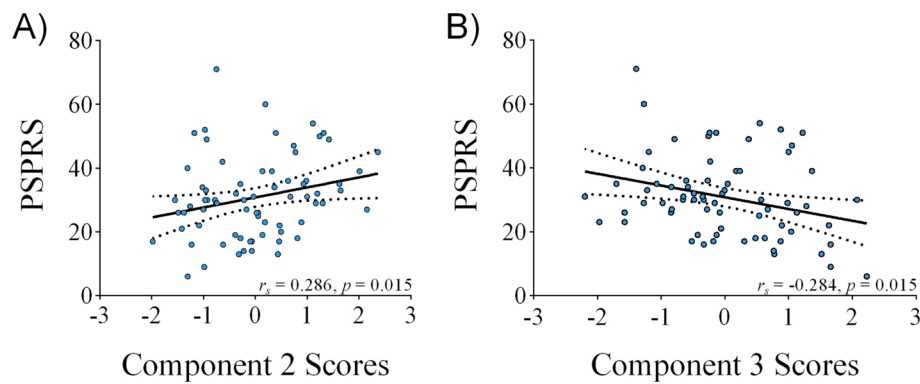 A)
80
60
40
20
0
PSPRS
-3 -2 -1 0 1 2 3
Component 2 Scores
rs = 0.286, p = 0.015
B)
80
60
40
20
0
PSPRS
-3 -2 -1 0 1 2 3
Component 3 Scores
rs = -0.284, p = 0.015